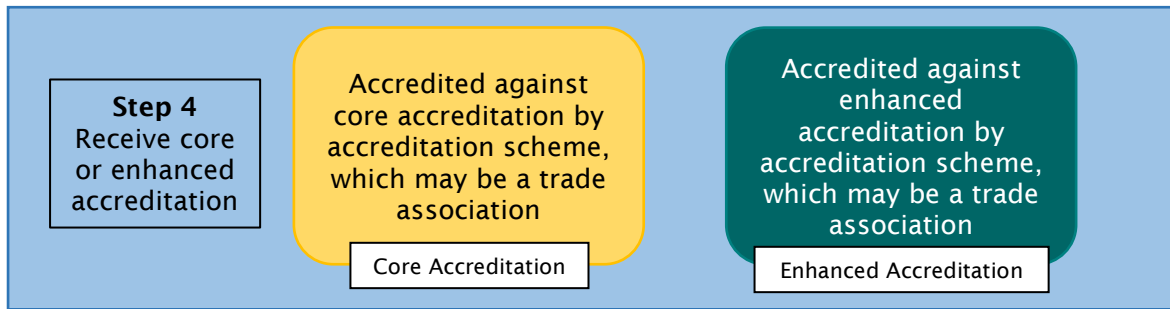 Step 4
Receive core
or enhanced
accreditation
Accredited against
core accreditation by
accreditation scheme,
which may be a trade
association
Core Accreditation
Accredited against
enhanced
accreditation by
accreditation scheme,
which may be a trade
association
Enhanced Accreditation